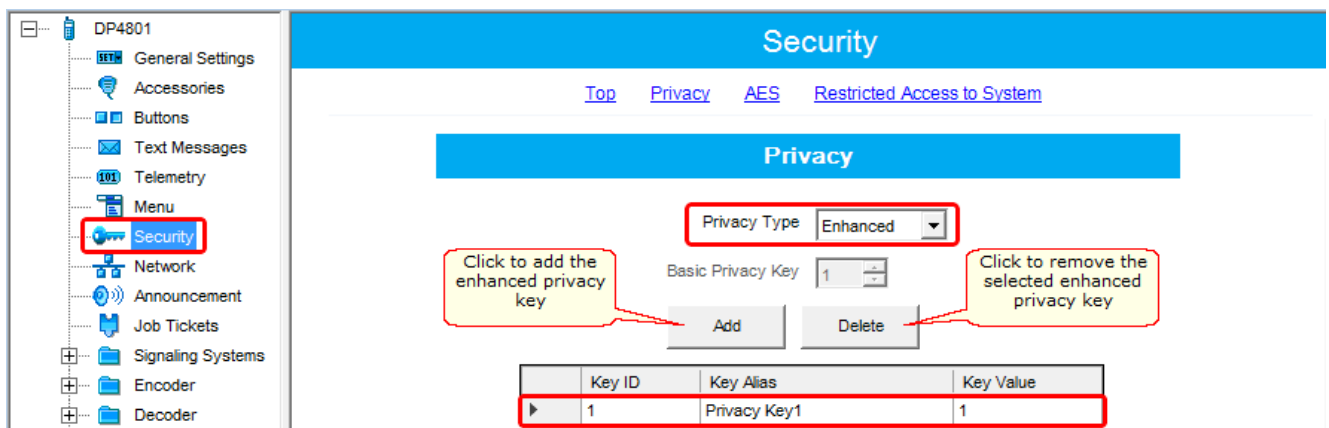 DP4801
General Settings
Accessories
Buttons
Text Messages
Telemetry
Menu
Security
Network
Announcement
Job Tickets
Signaling Systems
Encoder
Decoder
Security
Top Privacy AES Restricted Access to System
Privacy
Privacy Type Enhanced
Basic Privacy Key 1
Click to add the
enhanced privacy
key
Click to remove the
selected enhanced
privacy key
Add Delete
Key ID Key Alias Key Value
1 Privacy Key1 1